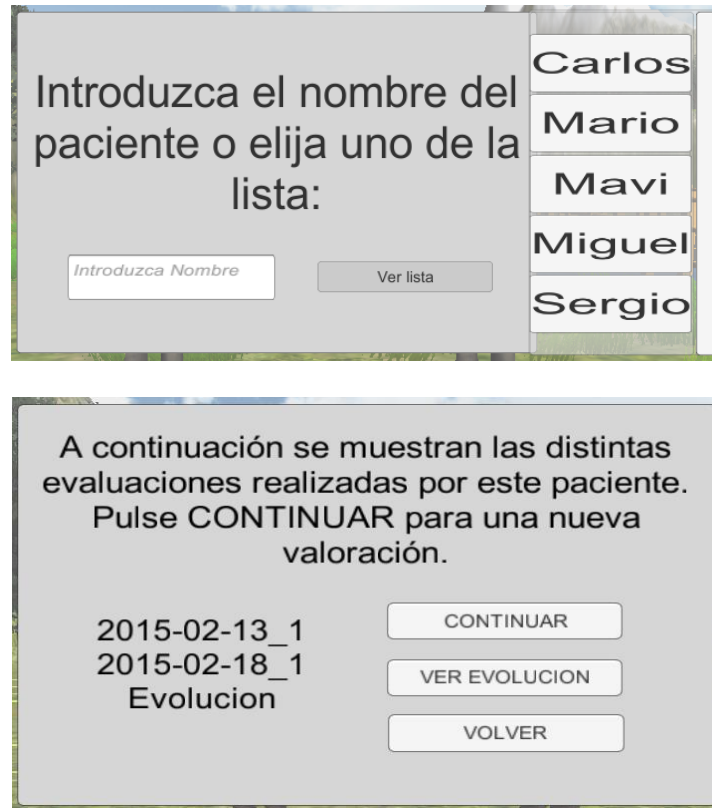 Introduzca el nombre del
paciente o elija uno de la
lista:
Introduzca Nombre
Ver lista
Carlos
Mario
Mavi
Miguel
Sergio
A continuación se muestran las distintas
evaluaciones realizadas por este paciente.
Pulse CONTINUAR para una nueva
valoración.
2015-02-13_1
2015-02-18_1
Evolucion
CONTINUAR
VER EVOLUCION
VOLVER